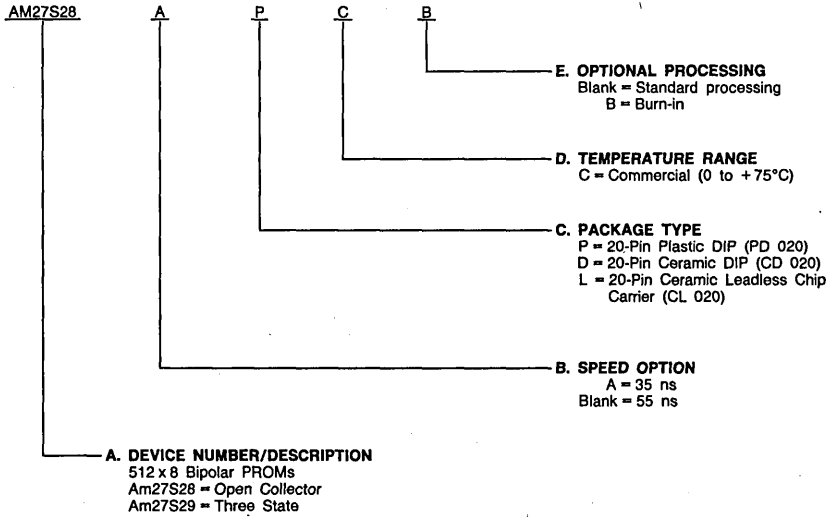 AM27S28 A P C B
E. OPTIONAL PROCESSING
Blank = Standard processing
B = Burn-in
D. TEMPERATURE RANGE
C = Commercial (0 to +75°C)
C. PACKAGE TYPE
P = 20-Pin Plastic DIP (PD 020)
D = 20-Pin Ceramic DIP (CD 020)
L = 20-Pin Ceramic Leadless Chip
Carrier (CL 020)
B. SPEED OPTION
A = 35 ns
Blank = 55 ns
A. DEVICE NUMBER/DESCRIPTION
512 x 8 Bipolar PROMs
Am27S28 = Open Collector
Am27S29 = Three State